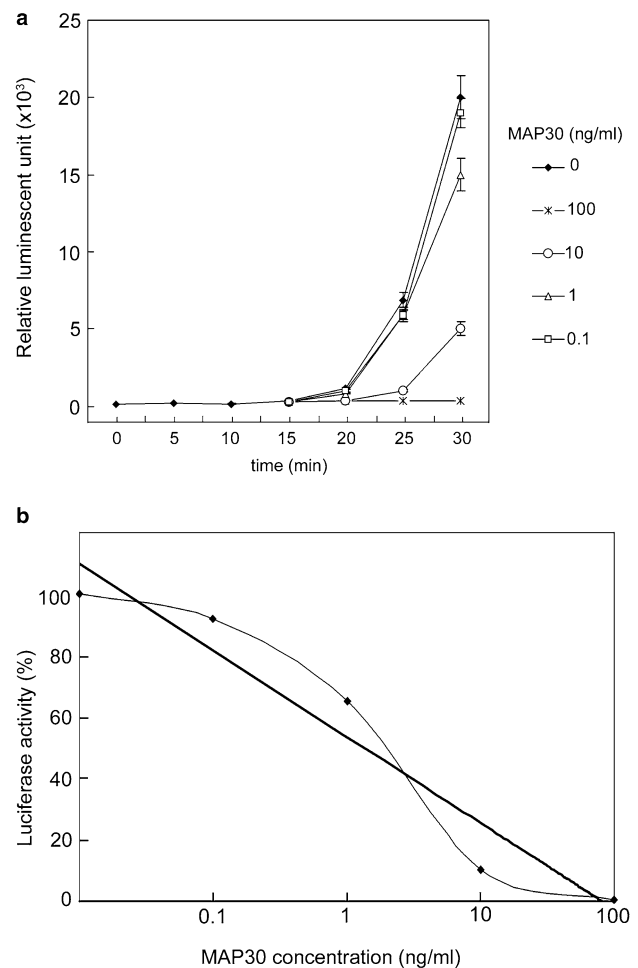 a
25
20
15
10
5
0
Relative luminescent unit (x10³)
0 5 10 15 20 25 30
time (min)
MAP30 (ng/ml)
0
100
10
1
0.1
b
100
80
60
40
20
0
Luciferase activity (%)
0.1 1 10 100
MAP30 concentration (ng/ml)